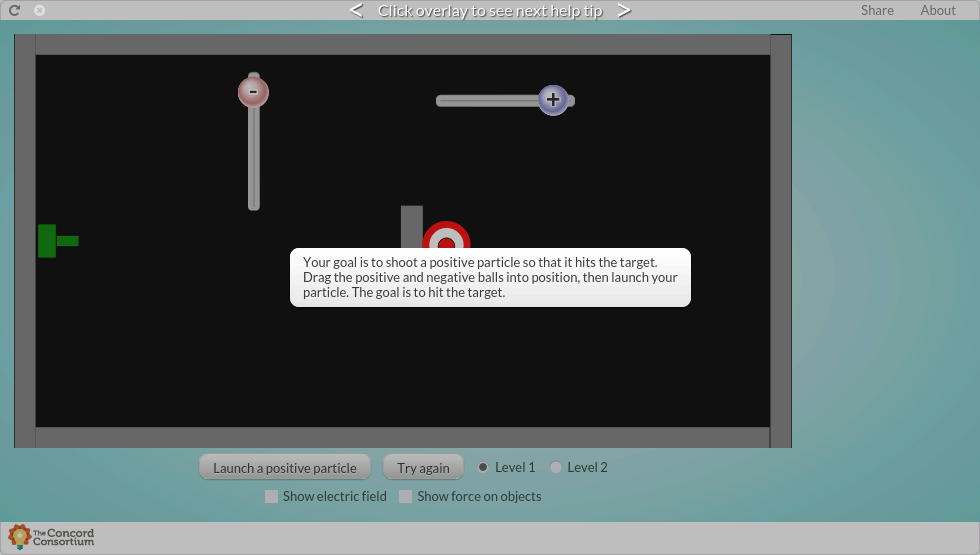 < Click overlay to see next help tip >
Share About
-
+
Your goal is to shoot a positive particle so that it hits the target.
Drag the positive and negative balls into position, then launch your
particle. The goal is to hit the target.
Launch a positive particle Try again Level 1 Level 2
Show electric field Show force on objects
The Concord
Consortium